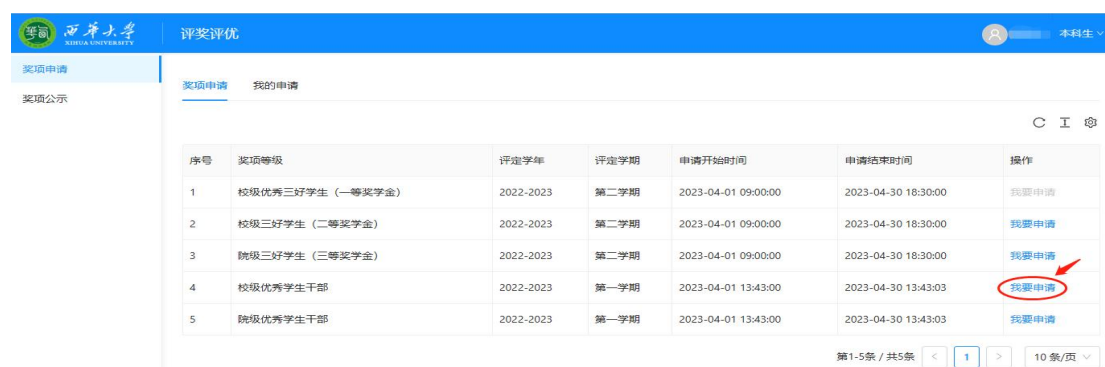 西华大学
XIHUA UNIVERSITY
评奖评优
本科生
奖项申请
奖项公示
奖项申请 我的申请
序号 奖项等级 评定学年 评定学期 申请开始时间 申请结束时间 操作
1 校级优秀三好学生（一等奖学金） 2022-2023 第二学期 2023-04-01 09:00:00 2023-04-30 18:30:00 我要申请
2 校级三好学生（二等奖学金） 2022-2023 第二学期 2023-04-01 09:00:00 2023-04-30 18:30:00 我要申请
3 院级三好学生（三等奖学金） 2022-2023 第二学期 2023-04-01 09:00:00 2023-04-30 18:30:00 我要申请
4 校级优秀学生干部 2022-2023 第一学期 2023-04-01 13:43:00 2023-04-30 13:43:03 我要申请
5 院级优秀学生干部 2022-2023 第一学期 2023-04-01 13:43:00 2023-04-30 13:43:03 我要申请
第1-5条 / 共5条 < 1 > 10 条/页